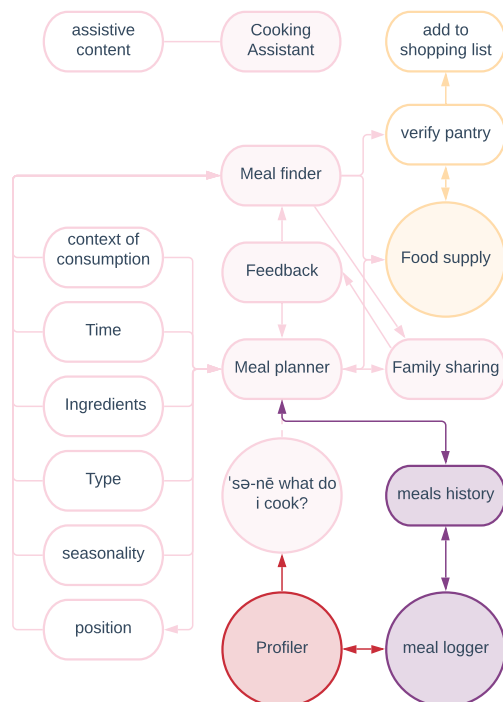 assistive
content
Cooking
Assistant
add to
shopping list
verify pantry
Meal finder
context of
consumption
Feedback
Food supply
Time
Meal planner
Family sharing
Ingredients
Type
ˈsə-nē what do
i cook?
meals history
seasonality
position
Profiler
meal logger